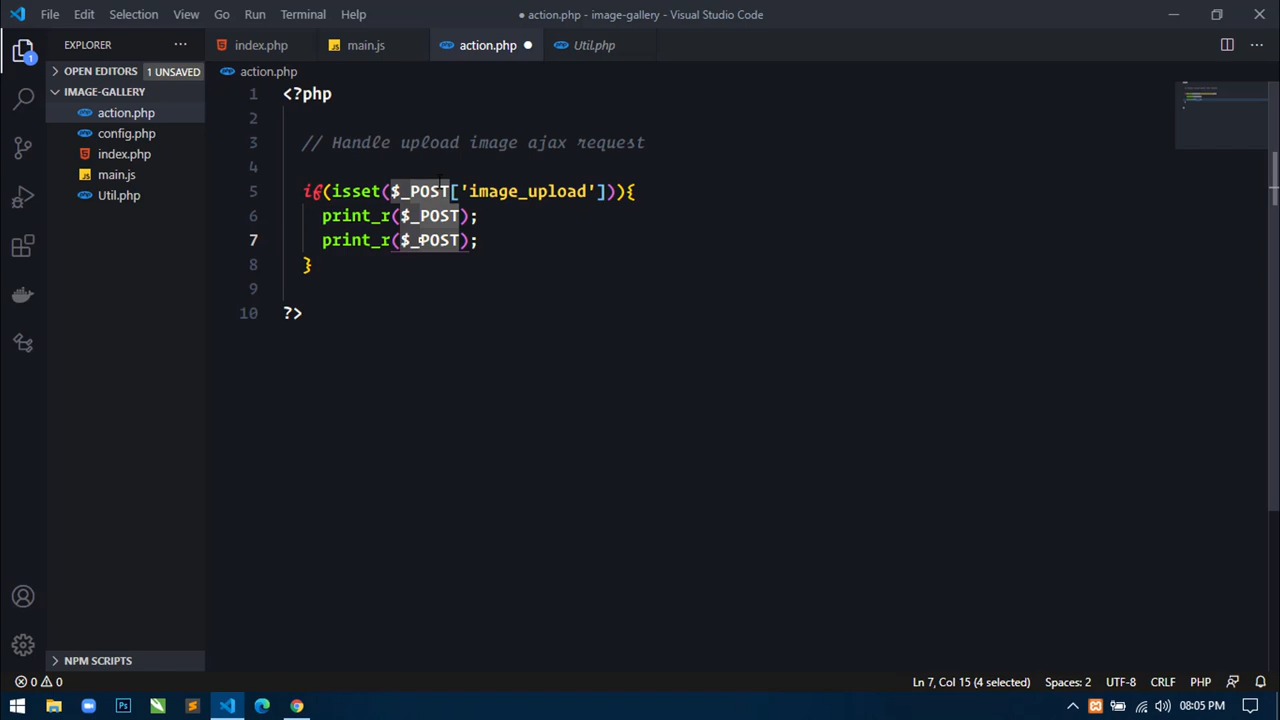 File Edit Selection View Go Run Terminal Help
● action.php - image-gallery - Visual Studio Code
EXPLORER
index.php main.js action.php Util.php
OPEN EDITORS 1 UNSAVED
IMAGE-GALLERY
action.php
config.php
index.php
main.js
Util.php
NPM SCRIPTS
1
action.php
1 <?php
2
3 // Handle upload image ajax request
4
5 if(isset($_POST['image_upload'])){
6 print_r($_POST);
7 print_r($_POST);
8 }
9
10 ?>
0 0
Ln 7, Col 15 (4 selected) Spaces: 2 UTF-8 CRLF PHP
Ps
08:05 PM